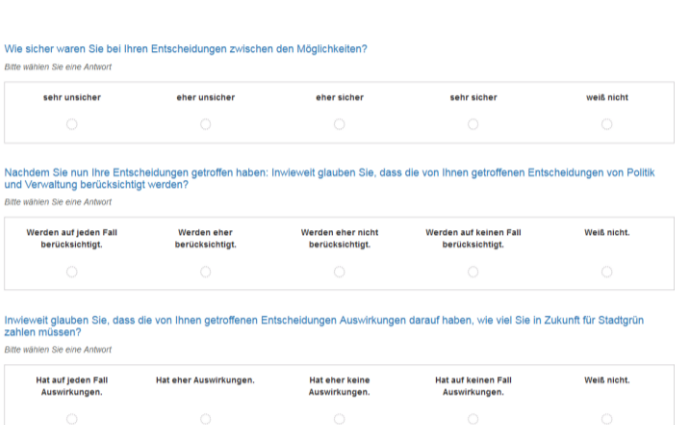 Wie sicher waren Sie bei Ihren Entscheidungen zwischen den Möglichkeiten?
Bitte wählen Sie eine Antwort
sehr unsicher eher unsicher eher sicher sehr sicher weiß nicht
Nachdem Sie nun Ihre Entscheidungen getroffen haben: Inwieweit glauben Sie, dass die von Ihnen getroffenen Entscheidungen von Politik
und Verwaltung berücksichtigt werden?
Bitte wählen Sie eine Antwort
Werden auf jeden Fall Werden eher Werden eher nicht Werden auf keinen Fall Weiß nicht.
berücksichtigt. berücksichtigt. berücksichtigt. berücksichtigt.
Inwieweit glauben Sie, dass die von Ihnen getroffenen Entscheidungen Auswirkungen darauf haben, wie viel Sie in Zukunft für Stadtgrün
zahlen müssen?
Bitte wählen Sie eine Antwort
Hat auf jeden Fall Hat eher Auswirkungen. Hat eher keine Hat auf keinen Fall Weiß nicht.
Auswirkungen. Auswirkungen. Auswirkungen.